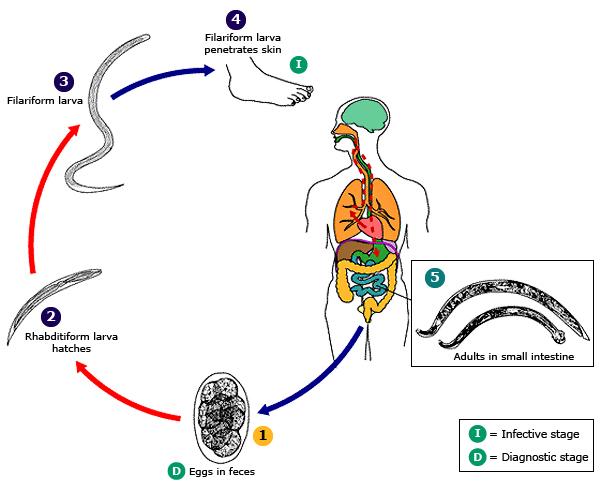 4
Filariform larva
penetrates skin
I
3
Filariform larva
5
Adults in small intestine
2
Rhabditiform larva
hatches
1
D Eggs in feces
I = Infective stage
D = Diagnostic stage